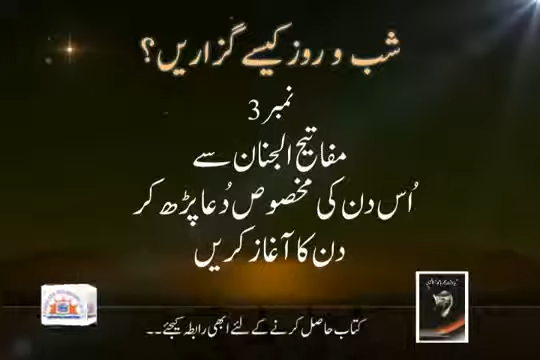 شب و روز کیسے گزاریں؟
نمبر 3
مفاتیح الجنان سے
اُس دن کی مخصوص دُعا پڑھ کر
دن کا آغاز کریں
کتاب حاصل کرنے کے لئے ابھی رابطہ کیجئے۔۔